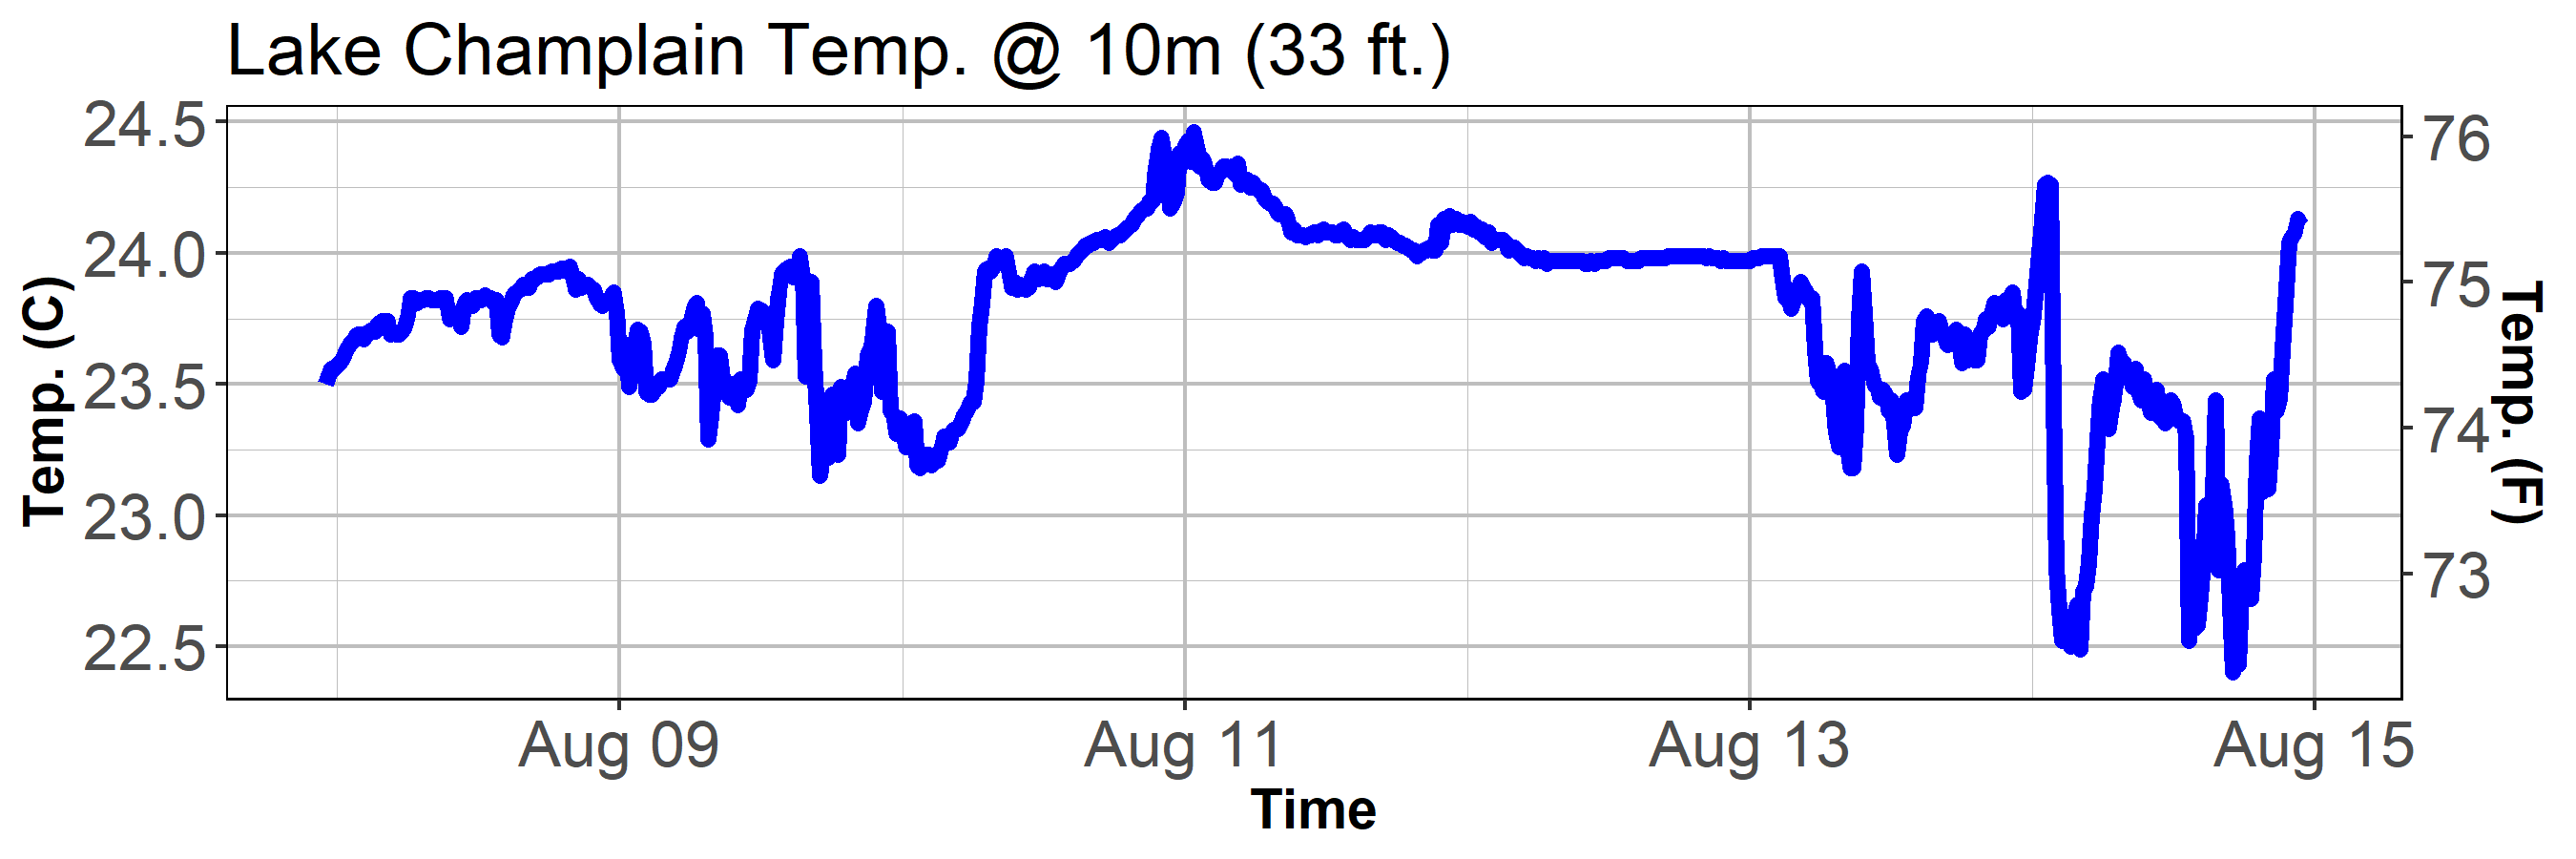 Lake Champlain Temp. @ 10m (33 ft.)
24.5
24.0
23.5
23.0
22.5
Temp. (C)
76
75
74
73
Temp. (F)
Aug 09
Aug 11
Aug 13
Aug 15
Time